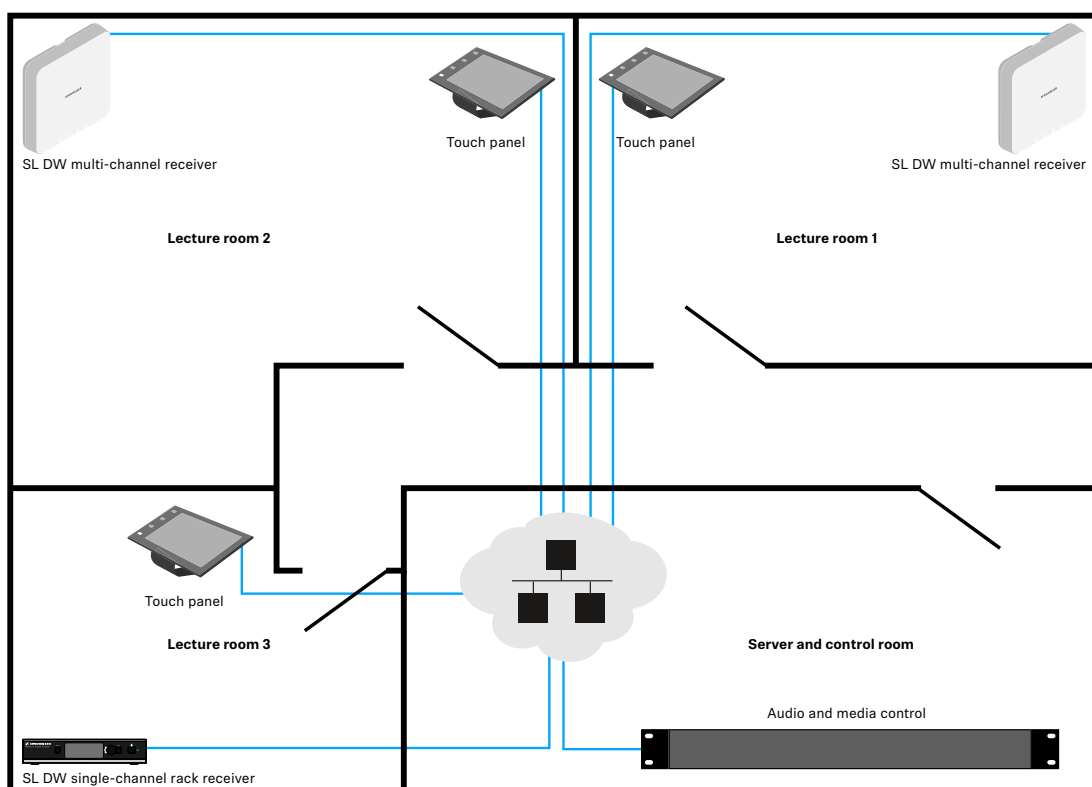 Touch panel
Touch panel
SL DW multi-channel receiver
SL DW multi-channel receiver
Lecture room 2
Lecture room 1
Touch panel
Lecture room 3
Server and control room
Audio and media control
SL DW single-channel rack receiver